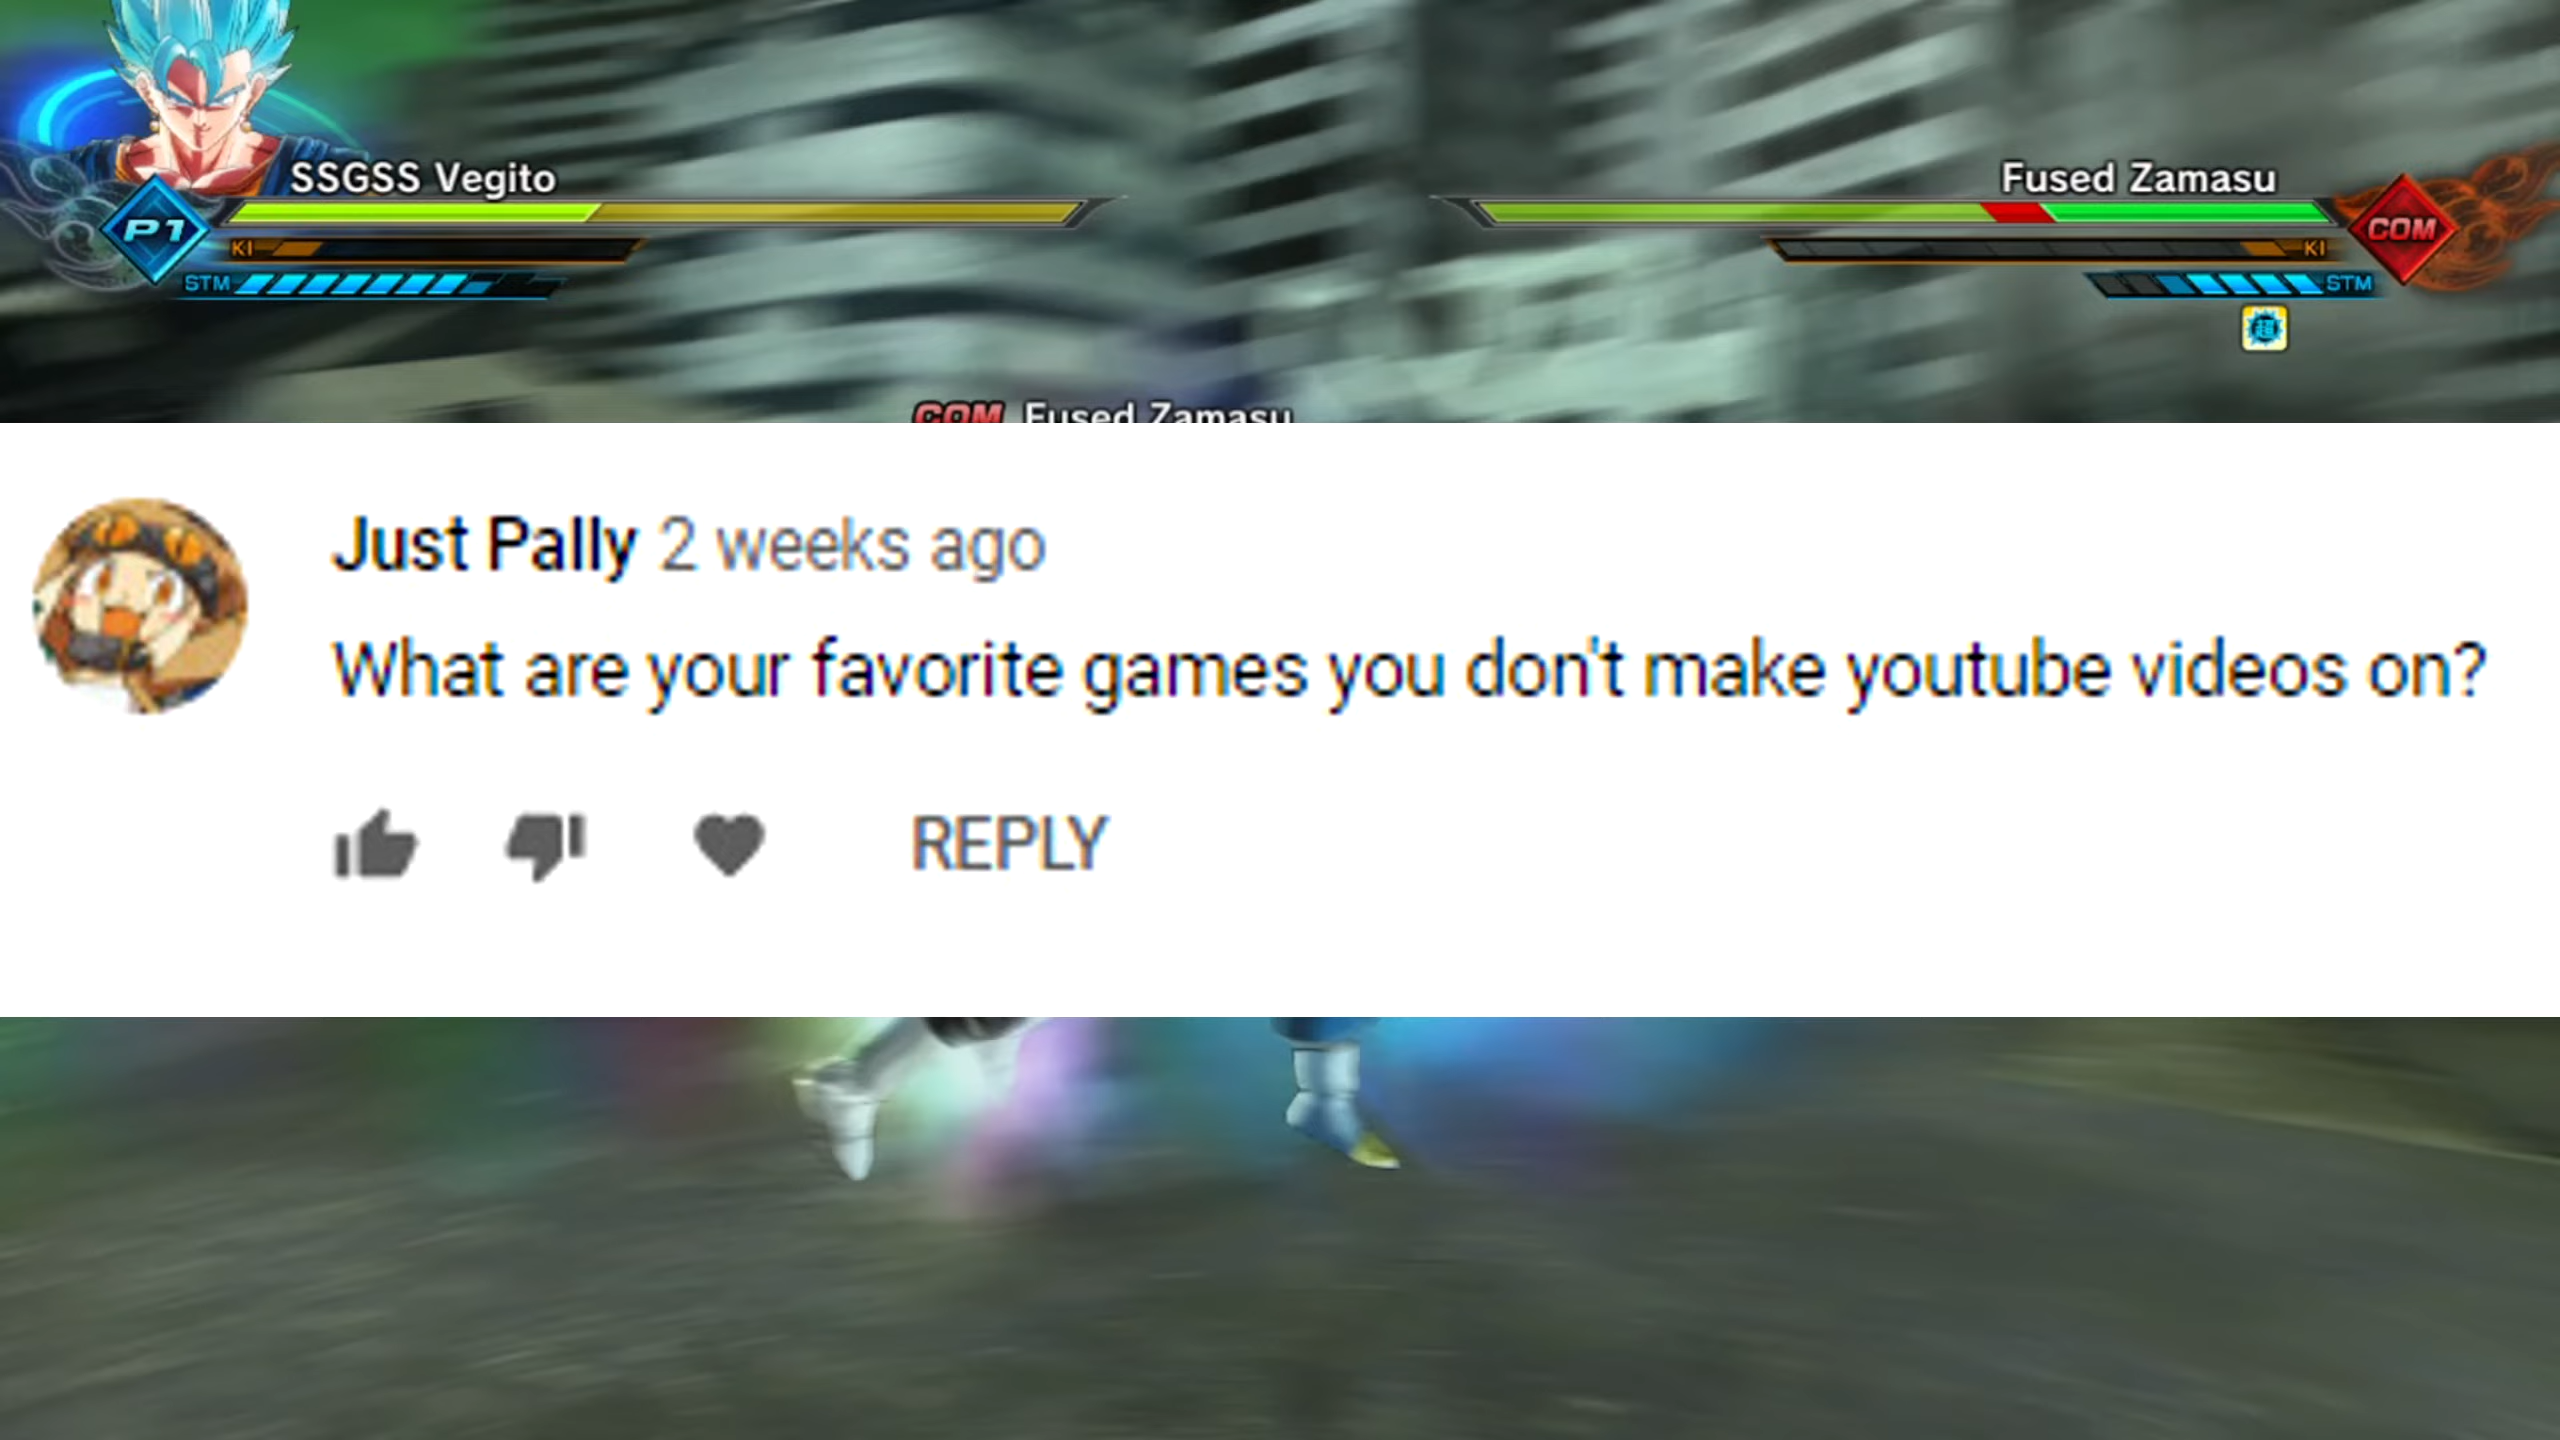 SSGSS Vegito
Fused Zamasu
P1
COM
KI
KI
STM
STM
超
COM Fused Zamasu
Just Pally 2 weeks ago
What are your favorite games you don't make youtube videos on?
REPLY